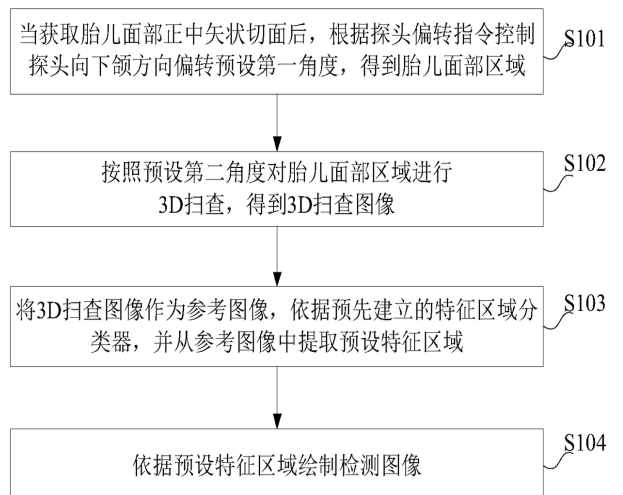 当获取胎儿面部正中矢状切面后，根据探头偏转指令控制
探头向下颌方向偏转预设第一角度，得到胎儿面部区域
S101
按照预设第二角度对胎儿面部区域进行
3D扫查，得到3D扫查图像
S102
将3D扫查图像作为参考图像，依据预先建立的特征区域分
类器，并从参考图像中提取预设特征区域
S103
依据预设特征区域绘制检测图像
S104